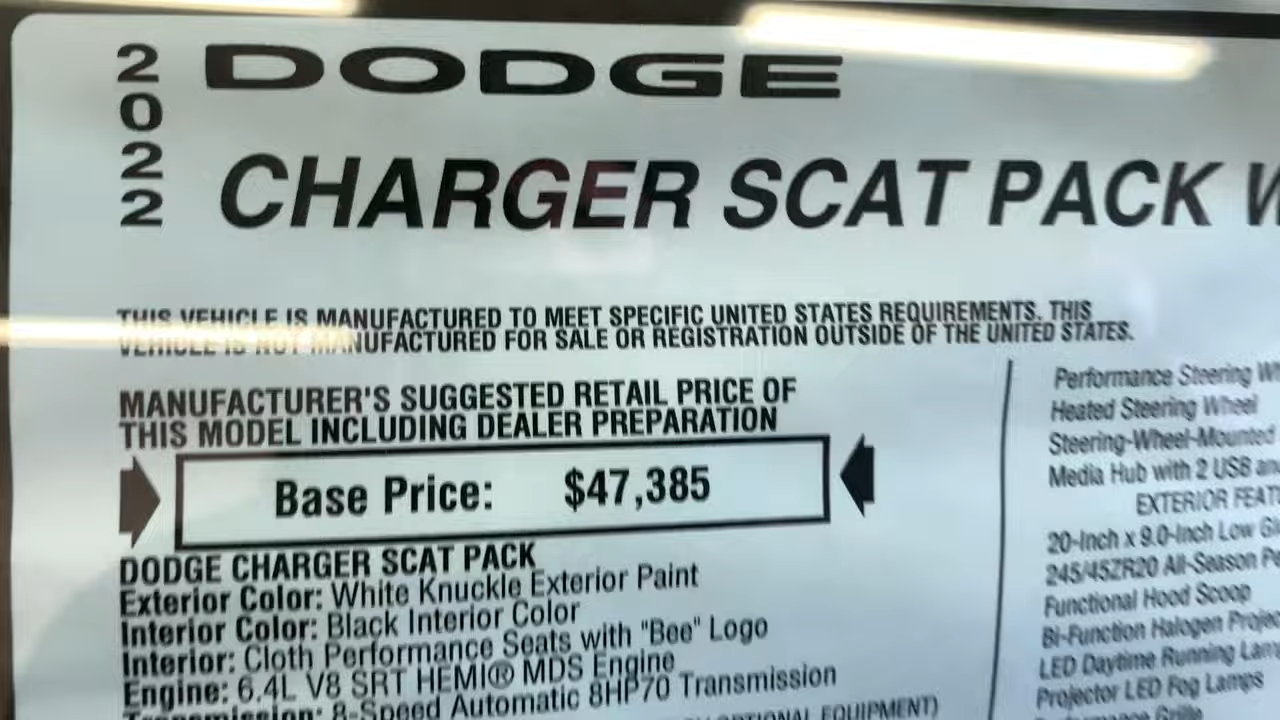 2022 DODGE
CHARGER SCAT PACK
THIS VEHICLE IS MANUFACTURED TO MEET SPECIFIC UNITED STATES REQUIREMENTS. THIS
VEHICLE IS NOT MANUFACTURED FOR SALE OR REGISTRATION OUTSIDE OF THE UNITED STATES.
MANUFACTURER'S SUGGESTED RETAIL PRICE OF
THIS MODEL INCLUDING DEALER PREPARATION
Base Price: $47,385
DODGE CHARGER SCAT PACK
Exterior Color: White Knuckle Exterior Paint
Interior Color: Black Interior Color
Interior: Cloth Performance Seats with "Bee" Logo
Engine: 6.4L V8 SRT HEMI® MDS Engine
Transmission: 8-Speed Automatic 8HP70 Transmission
OPTIONAL EQUIPMENT)
Performance Steering
Heated Steering Wheel
Steering-Wheel-Mounted
Media Hub with 2 USB
EXTERIOR
20-Inch x 9.0-Inch Low
245/45ZR20 All-Season
Functional Hood Scoop
Bi-Function Halogen
LED Daytime Running
Projector LED Fog Lamps
Grille